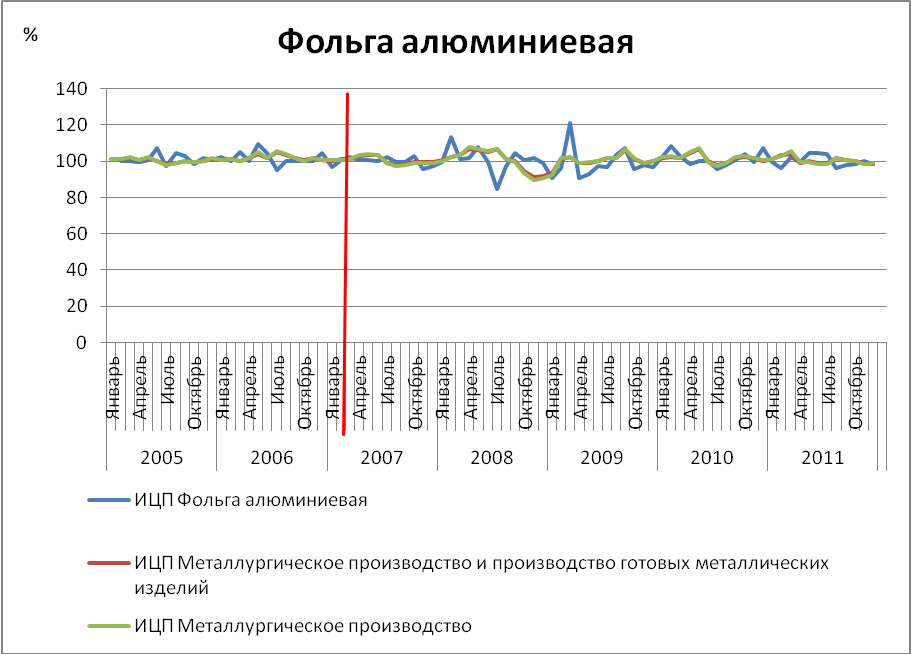 %
Фольга алюминиевая
140
120
100
80
60
40
20
0
Январь Апрель Июль Октябрь Январь Апрель Июль Октябрь Январь Апрель Июль Октябрь Январь Апрель Июль Октябрь Январь Апрель Июль Октябрь Январь Апрель Июль Октябрь Январь Апрель Июль Октябрь
2005 2006 2007 2008 2009 2010 2011
ИЦП Фольга алюминиевая
ИЦП Металлургическое производство и производство готовых металлических
изделий
ИЦП Металлургическое производство